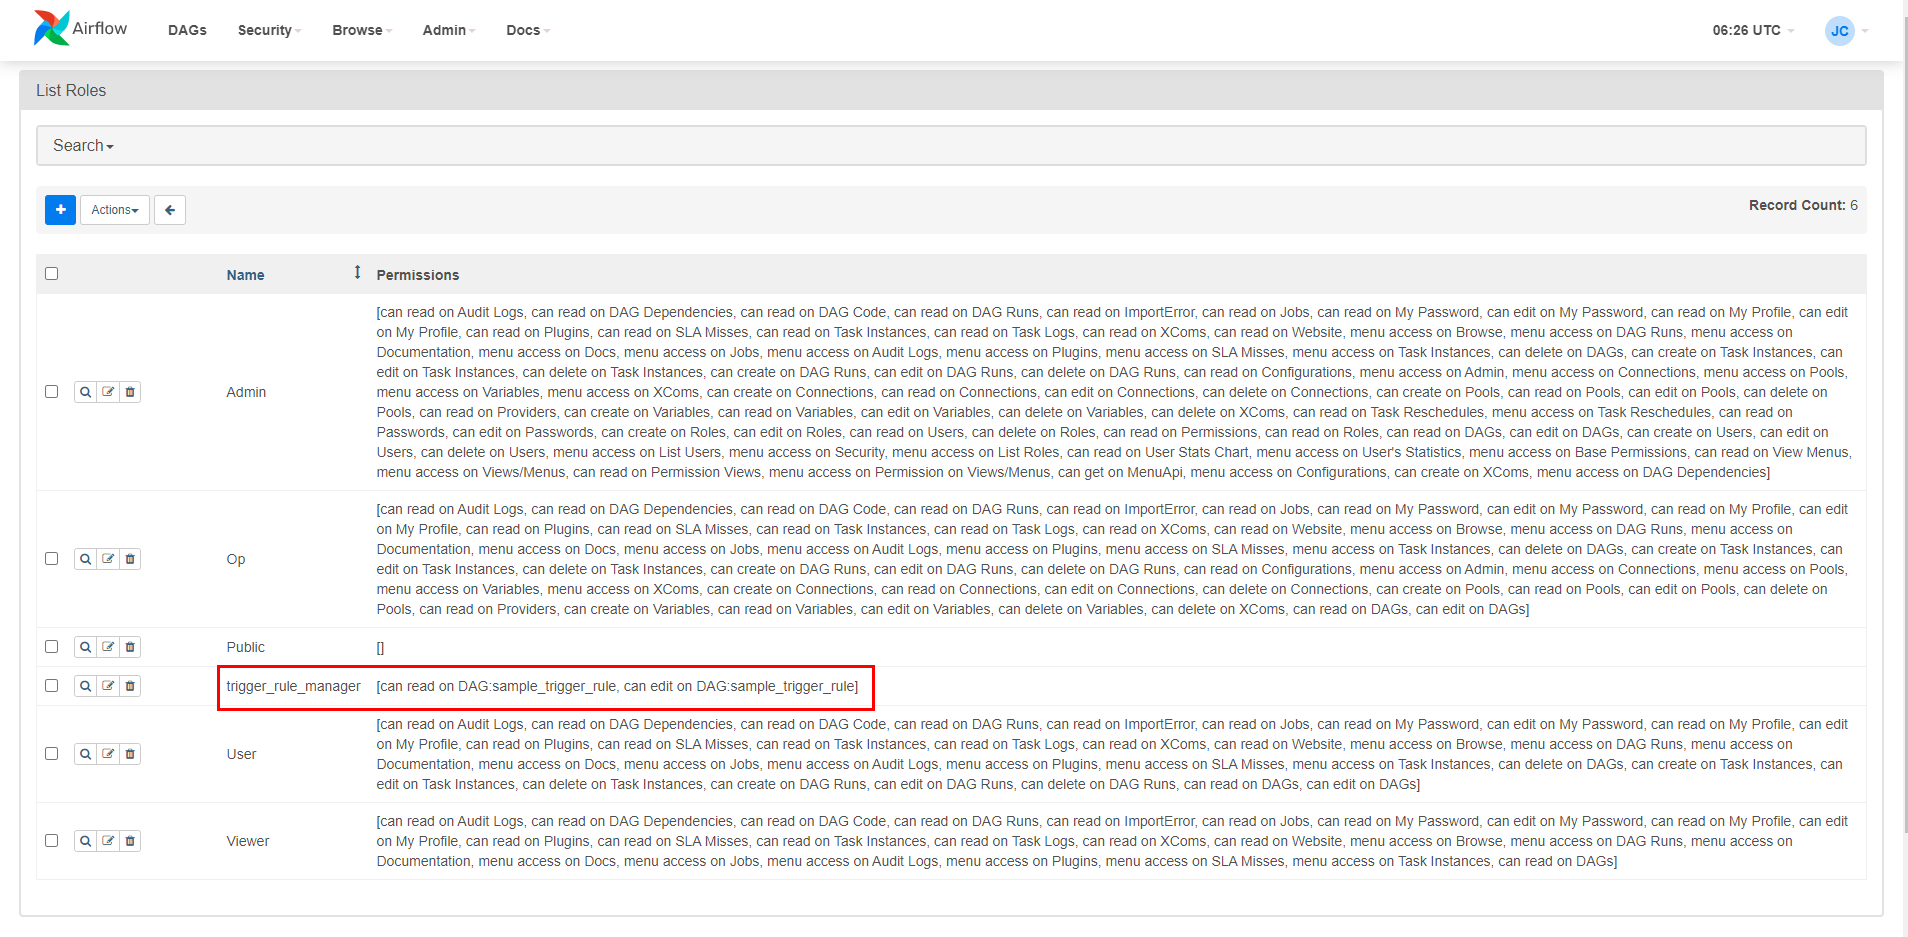 Airflow DAGs Security Browse Admin Docs 06:26 UTC JC
List Roles
Search
Actions Record Count: 6
Name Permissions
[can read on Audit Logs, can read on DAG Dependencies, can read on DAG Code, can read on DAG Runs, can read on ImportError, can read on Jobs, can read on My Password, can edit on My Password, can read on My Profile, can edit
on My Profile, can read on Plugins, can read on SLA Misses, can read on Task Instances, can read on Task Logs, can read on XComs, can read on Website, menu access on Browse, menu access on DAG Runs, menu access on
Documentation, menu access on Docs, menu access on Jobs, menu access on Audit Logs, menu access on Plugins, menu access on SLA Misses, menu access on Task Instances, can delete on DAGs, can create on Task Instances, can
edit on Task Instances, can delete on Task Instances, can create on DAG Runs, can edit on DAG Runs, can delete on DAG Runs, can read on Configurations, menu access on Admin, menu access on Connections, menu access on Pools,
Admin menu access on Variables, menu access on XComs, can create on Connections, can read on Connections, can edit on Connections, can delete on Connections, can create on Pools, can read on Pools, can edit on Pools, can delete on
Pools, can read on Providers, can create on Variables, can read on Variables, can edit on Variables, can delete on Variables, can delete on XComs, can read on Task Reschedules, menu access on Task Reschedules, can read on
Passwords, can edit on Passwords, can create on Roles, can edit on Roles, can read on Users, can delete on Roles, can read on Permissions, can read on Roles, can read on DAGs, can edit on DAGs, can create on Users, can edit on
Users, can delete on Users, menu access on List Users, menu access on Security, menu access on List Roles, can read on User Stats Chart, menu access on User's Statistics, menu access on Base Permissions, can read on View Menus,
menu access on Views/Menus, can read on Permission Views, menu access on Permission on Views/Menus, can get on MenuApi, menu access on Configurations, can create on XComs, menu access on DAG Dependencies]
[can read on Audit Logs, can read on DAG Dependencies, can read on DAG Code, can read on DAG Runs, can read on ImportError, can read on Jobs, can read on My Password, can edit on My Password, can read on My Profile, can edit
on My Profile, can read on Plugins, can read on SLA Misses, can read on Task Instances, can read on Task Logs, can read on XComs, can read on Website, menu access on Browse, menu access on DAG Runs, menu access on
Documentation, menu access on Docs, menu access on Jobs, menu access on Audit Logs, menu access on Plugins, menu access on SLA Misses, menu access on Task Instances, can delete on DAGs, can create on Task Instances, can
Op edit on Task Instances, can delete on Task Instances, can create on DAG Runs, can edit on DAG Runs, can delete on DAG Runs, can read on Configurations, menu access on Admin, menu access on Connections, menu access on Pools,
menu access on Variables, menu access on XComs, can create on Connections, can read on Connections, can edit on Connections, can delete on Connections, can create on Pools, can read on Pools, can edit on Pools, can delete on
Pools, can read on Providers, can create on Variables, can read on Variables, can edit on Variables, can delete on Variables, can delete on XComs, can read on DAGs, can edit on DAGs]
Public []
trigger_rule_manager [can read on DAG:sample_trigger_rule, can edit on DAG:sample_trigger_rule]
[can read on Audit Logs, can read on DAG Dependencies, can read on DAG Code, can read on DAG Runs, can read on ImportError, can read on Jobs, can read on My Password, can edit on My Password, can read on My Profile, can edit
on My Profile, can read on Plugins, can read on SLA Misses, can read on Task Instances, can read on Task Logs, can read on XComs, can read on Website, menu access on Browse, menu access on DAG Runs, menu access on
User Documentation, menu access on Docs, menu access on Jobs, menu access on Audit Logs, menu access on Plugins, menu access on SLA Misses, menu access on Task Instances, can delete on DAGs, can create on Task Instances, can
edit on Task Instances, can delete on Task Instances, can create on DAG Runs, can edit on DAG Runs, can delete on DAG Runs, can read on DAGs, can edit on DAGs]
[can read on Audit Logs, can read on DAG Dependencies, can read on DAG Code, can read on DAG Runs, can read on ImportError, can read on Jobs, can read on My Password, can edit on My Password, can read on My Profile, can edit
Viewer on My Profile, can read on Plugins, can read on SLA Misses, can read on Task Instances, can read on Task Logs, can read on XComs, can read on Website, menu access on Browse, menu access on DAG Runs, menu access on
Documentation, menu access on Docs, menu access on Jobs, menu access on Audit Logs, menu access on Plugins, menu access on SLA Misses, menu access on Task Instances, can read on DAGs]